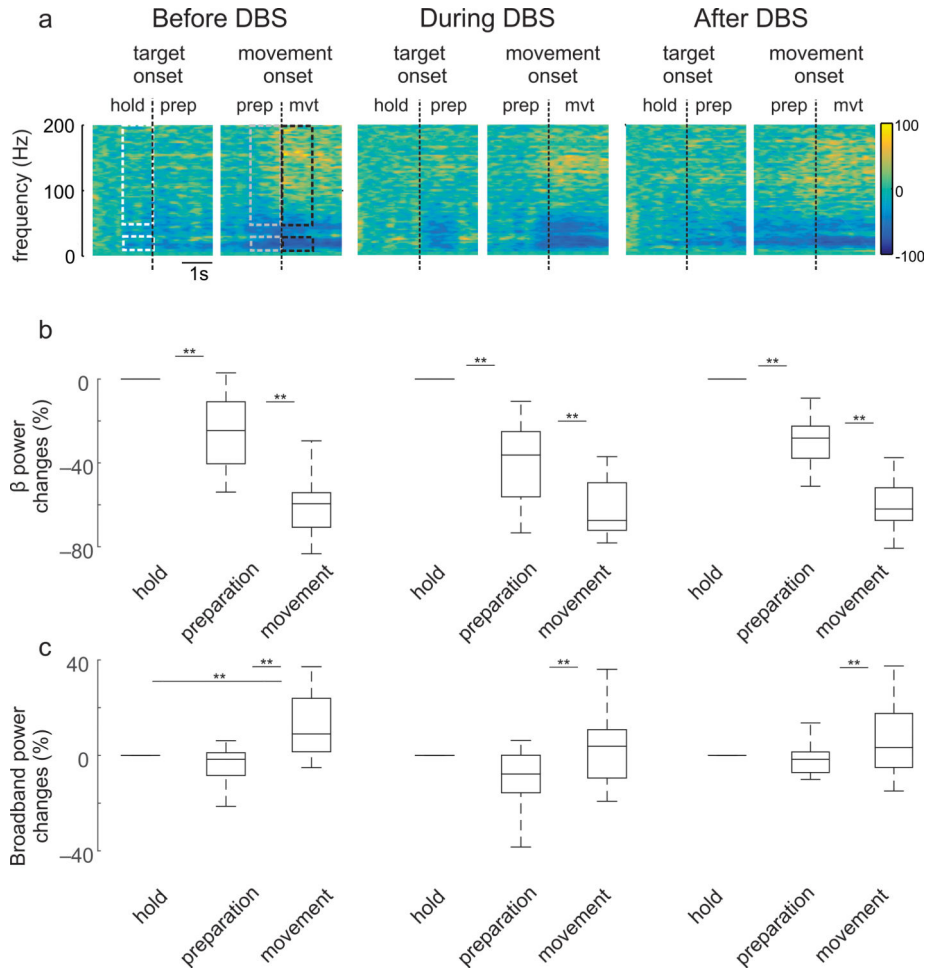 a
Before DBS During DBS After DBS
target onset movement onset target onset movement onset target onset movement onset
hold prep prep mvt hold prep prep mvt hold prep prep mvt
frequency (Hz)
200
100
0
100
0
-100
1s
b
** ** ** ** ** **
β power changes (%)
0
−40
−80
hold preparation movement hold preparation movement hold preparation movement
c
** ** ** **
Broadband power changes (%)
40
0
−40
hold preparation movement hold preparation movement hold preparation movement